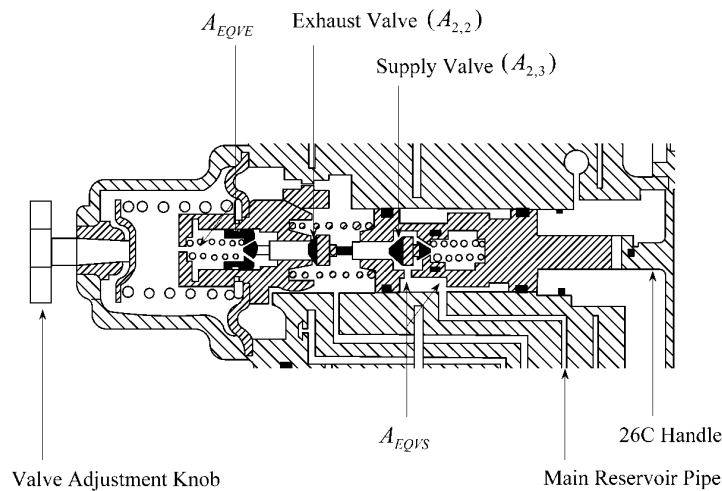 A_EQVE
Exhaust Valve (A_2,2)
Supply Valve (A_2,3)
A_EQVS
26C Handle
Valve Adjustment Knob
Main Reservoir Pipe